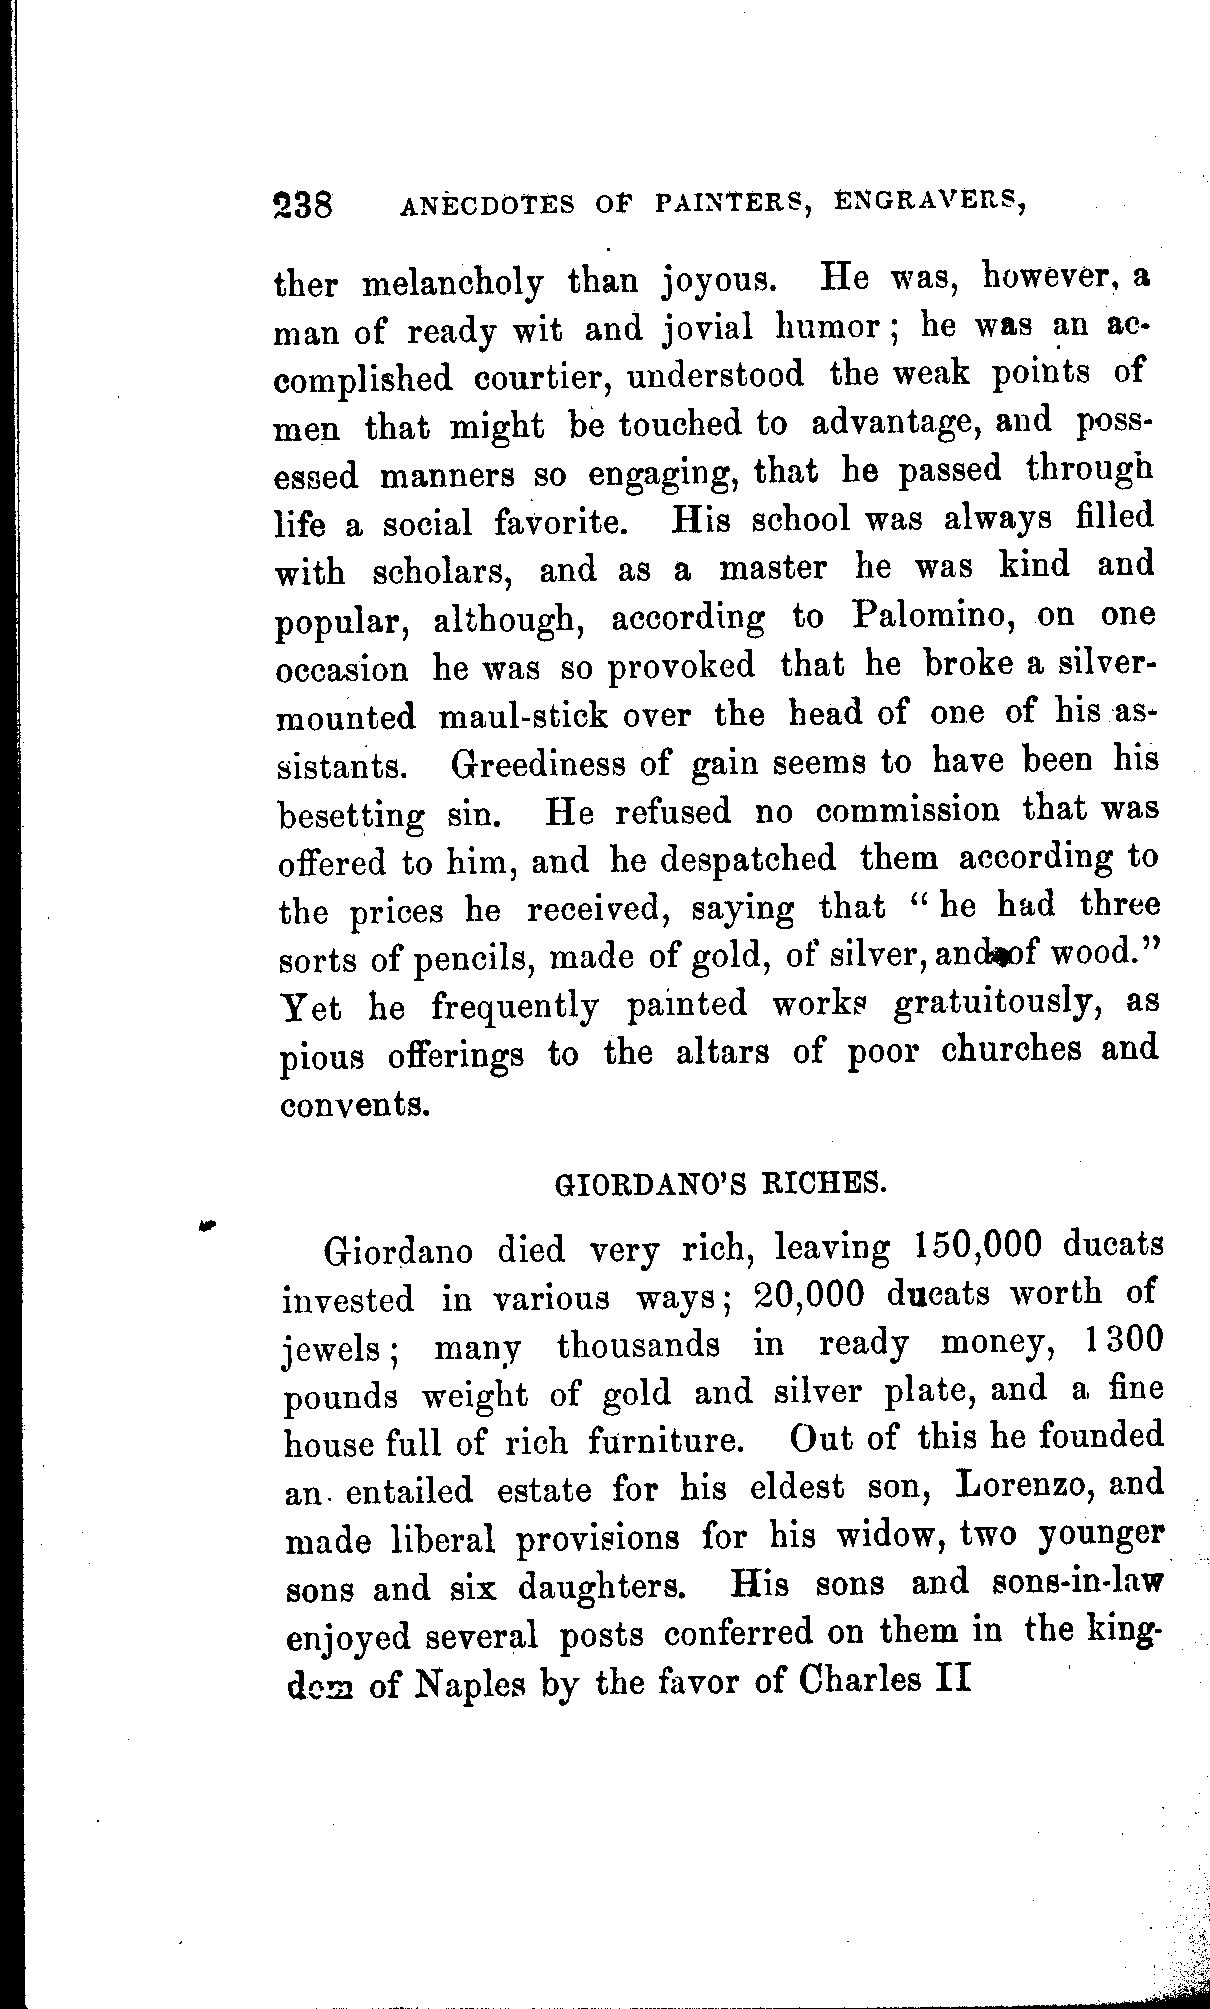 238 ANECDOTES OF PAINTERS, ENGRAVERS,
ther melancholy than joyous. He was, however, a
man of ready wit and jovial humor; he was an ac-
complished courtier, understood the weak points of
men that might be touched to advantage, and poss-
essed manners so engaging, that he passed through
life a social favorite. His school was always filled
with scholars, and as a master he was kind and
popular, although, according to Palomino, on one
occasion he was so provoked that he broke a silver-
mounted maul-stick over the head of one of his as-
sistants. Greediness of gain seems to have been his
besetting sin. He refused no commission that was
offered to him, and he despatched them according to
the prices he received, saying that "he had three
sorts of pencils, made of gold, of silver, and of wood."
Yet he frequently painted works gratuitously, as
pious offerings to the altars of poor churches and
convents.
GIORDANO'S RICHES.
Giordano died very rich, leaving 150,000 ducats
invested in various ways; 20,000 ducats worth of
jewels; many thousands in ready money, 1300
pounds weight of gold and silver plate, and a fine
house full of rich furniture. Out of this he founded
an entailed estate for his eldest son, Lorenzo, and
made liberal provisions for his widow, two younger
sons and six daughters. His sons and sons-in-law
enjoyed several posts conferred on them in the king-
dom of Naples by the favor of Charles II